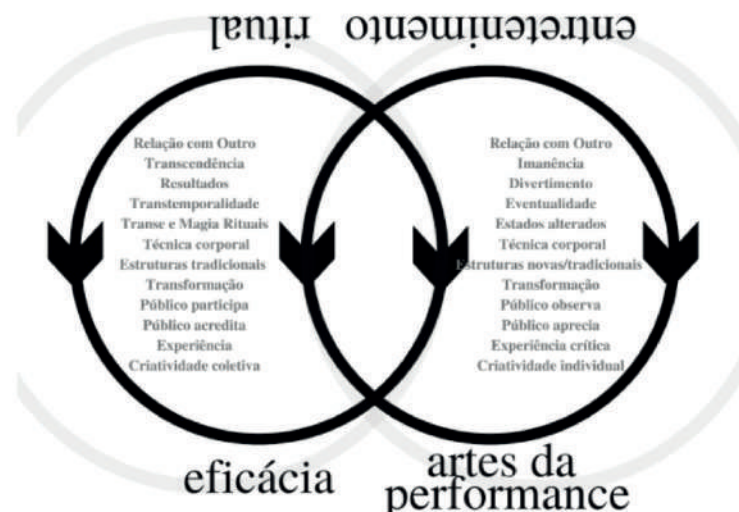 ritual entretenimento
Relação com Outro
Transcendência
Resultados
Transtemporalidade
Transe e Magia Rituais
Técnica corporal
Estruturas tradicionais
Transformação
Público participa
Público acredita
Experiência
Criatividade coletiva
Relação com Outro
Imanência
Divertimento
Eventualidade
Estados alterados
Técnica corporal
Estruturas novas/tradicionais
Transformação
Público observa
Público aprecia
Experiência crítica
Criatividade individual
eficácia
artes da
performance